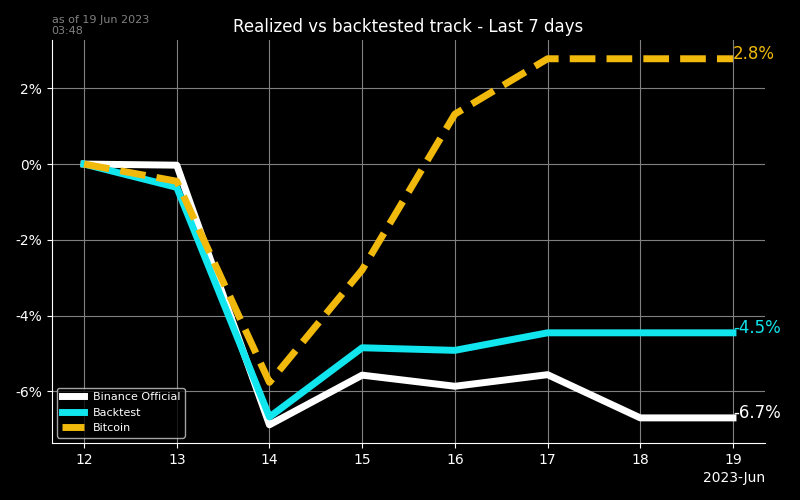 as of 19 Jun 2023
03:48
Realized vs backtested track - Last 7 days
2.8%
2%
0%
-2%
-4%
-4.5%
-6%
-6.7%
Binance Official
Backtest
Bitcoin
12 13 14 15 16 17 18 19
2023-Jun